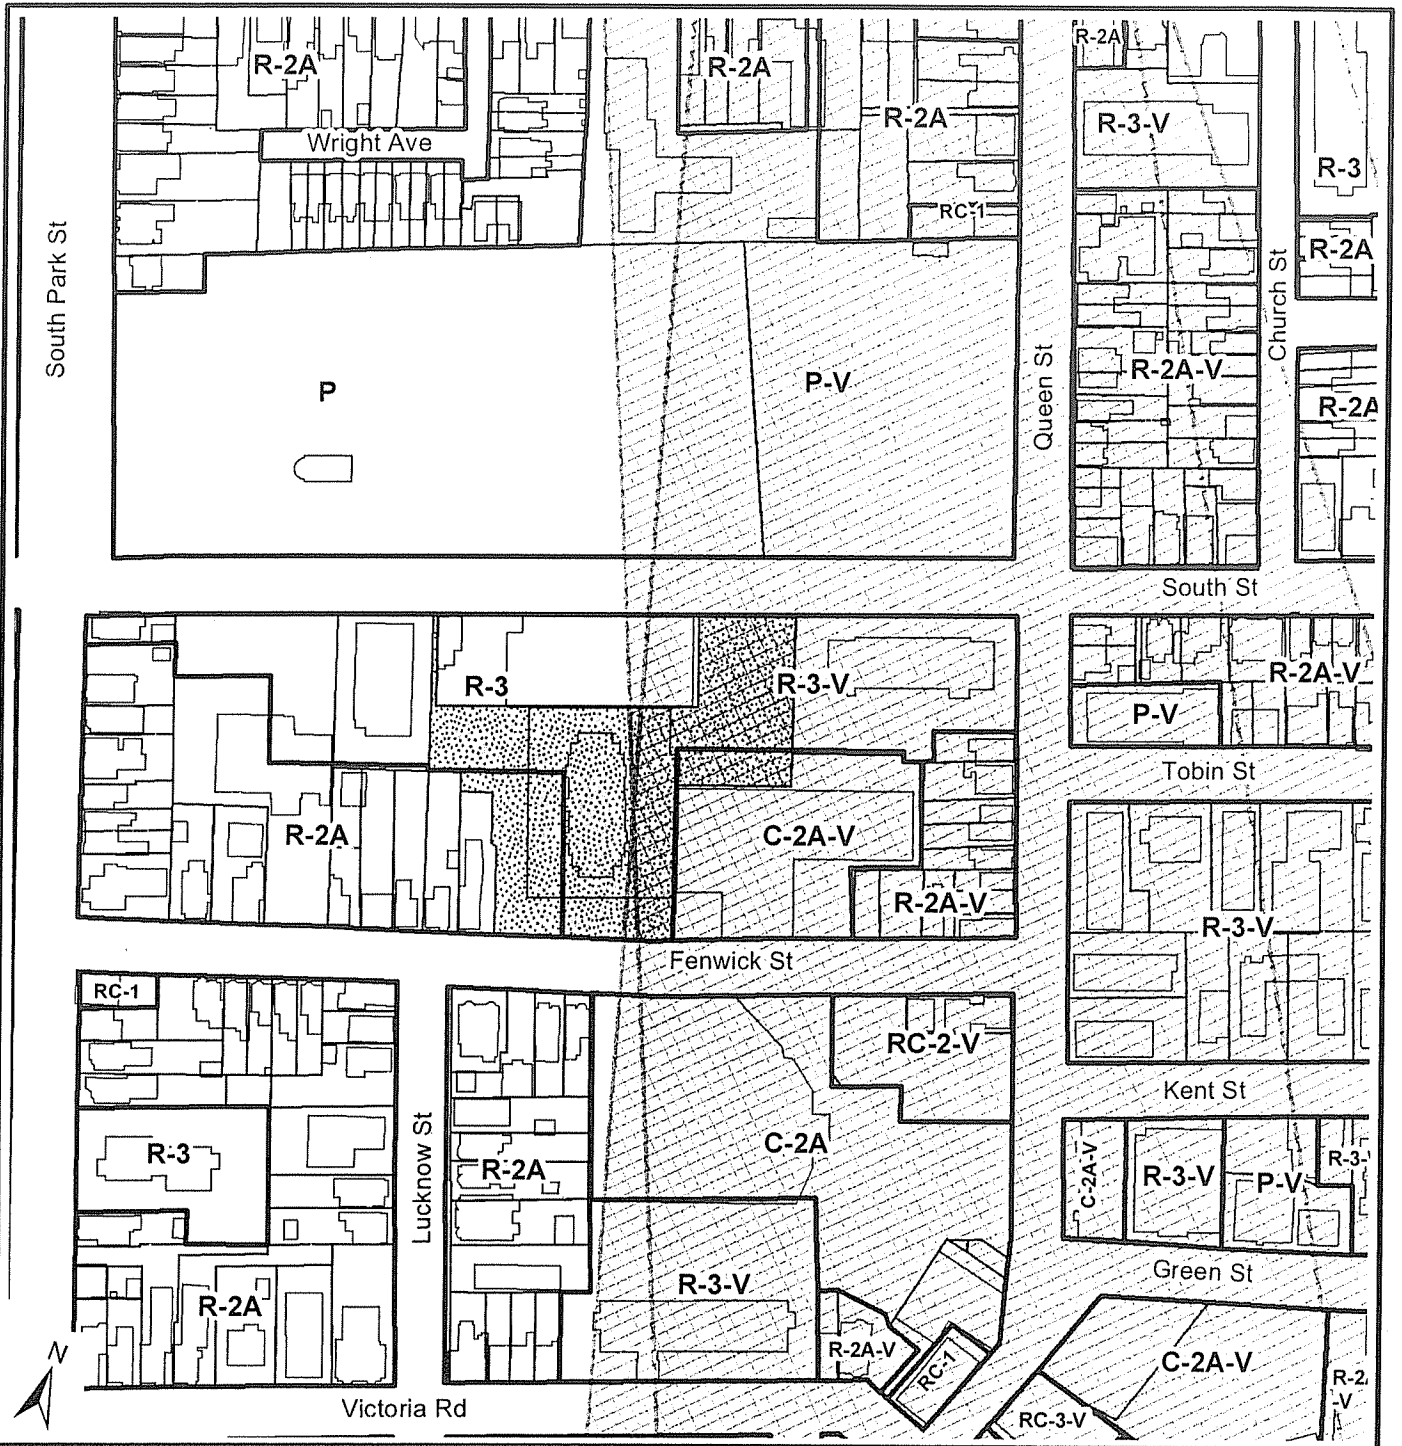 R-2A
R-2A
R-2A
R-2A
R-3-V
R-3
Wright Ave
RC-1
R-2A
South Park St
Church St
Queen St
P
P-V
R-2A-V
R-2A
South St
R-3
R-3-V
R-2A-V
P-V
Tobin St
R-2A
C-2A-V
R-2A-V
R-3-V
Fenwick St
RC-1
RC-2-V
Kent St
Lucknow St
R-3
R-2A
C-2A
C-2A-V
R-3-V
P-V
R-3-
Green St
R-2A
R-3-V
R-2A-V
RC-1
C-2A-V
R-2
-V
N
Victoria Rd
RC-3-V